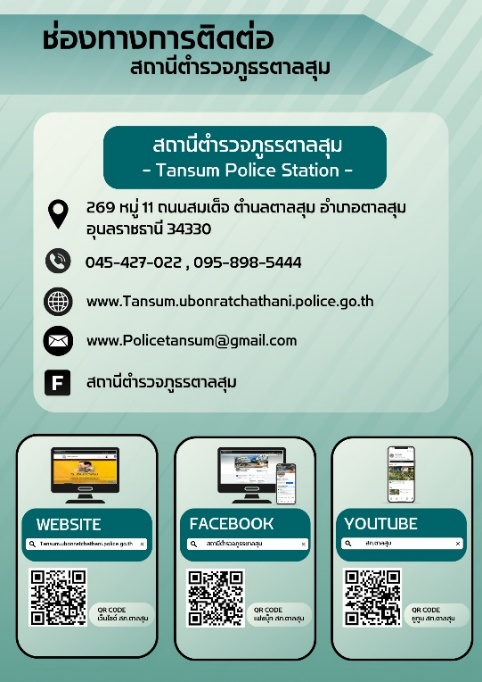 ช่องทางการติดต่อ
สถานีตำรวจภูธรตาลสุม
สถานีตำรวจภูธรตาลสุม
- Tansum Police Station -
269 หมู่ 11 ถนนสมเด็จ ตำบลตาลสุม อำเภอตาลสุม
อุบลราชธานี 34330
045-427-022 , 095-898-5444
www.Tansum.ubonratchathani.police.go.th
www.Policetansum@gmail.com
F สถานีตำรวจภูธรตาลสุม
WEBSITE
Tansum.ubonratchathani.police.go.th ×
QR CODE
เว็บไซต์ สภ.ตาลสุม
FACEBOOK
สถานีตำรวจภูธรตาลสุม ×
QR CODE
เฟซบุ๊ก สภ.ตาลสุม
YOUTUBE
สภ.ตาลสุม ×
QR CODE
ยูทูบ สภ.ตาลสุม